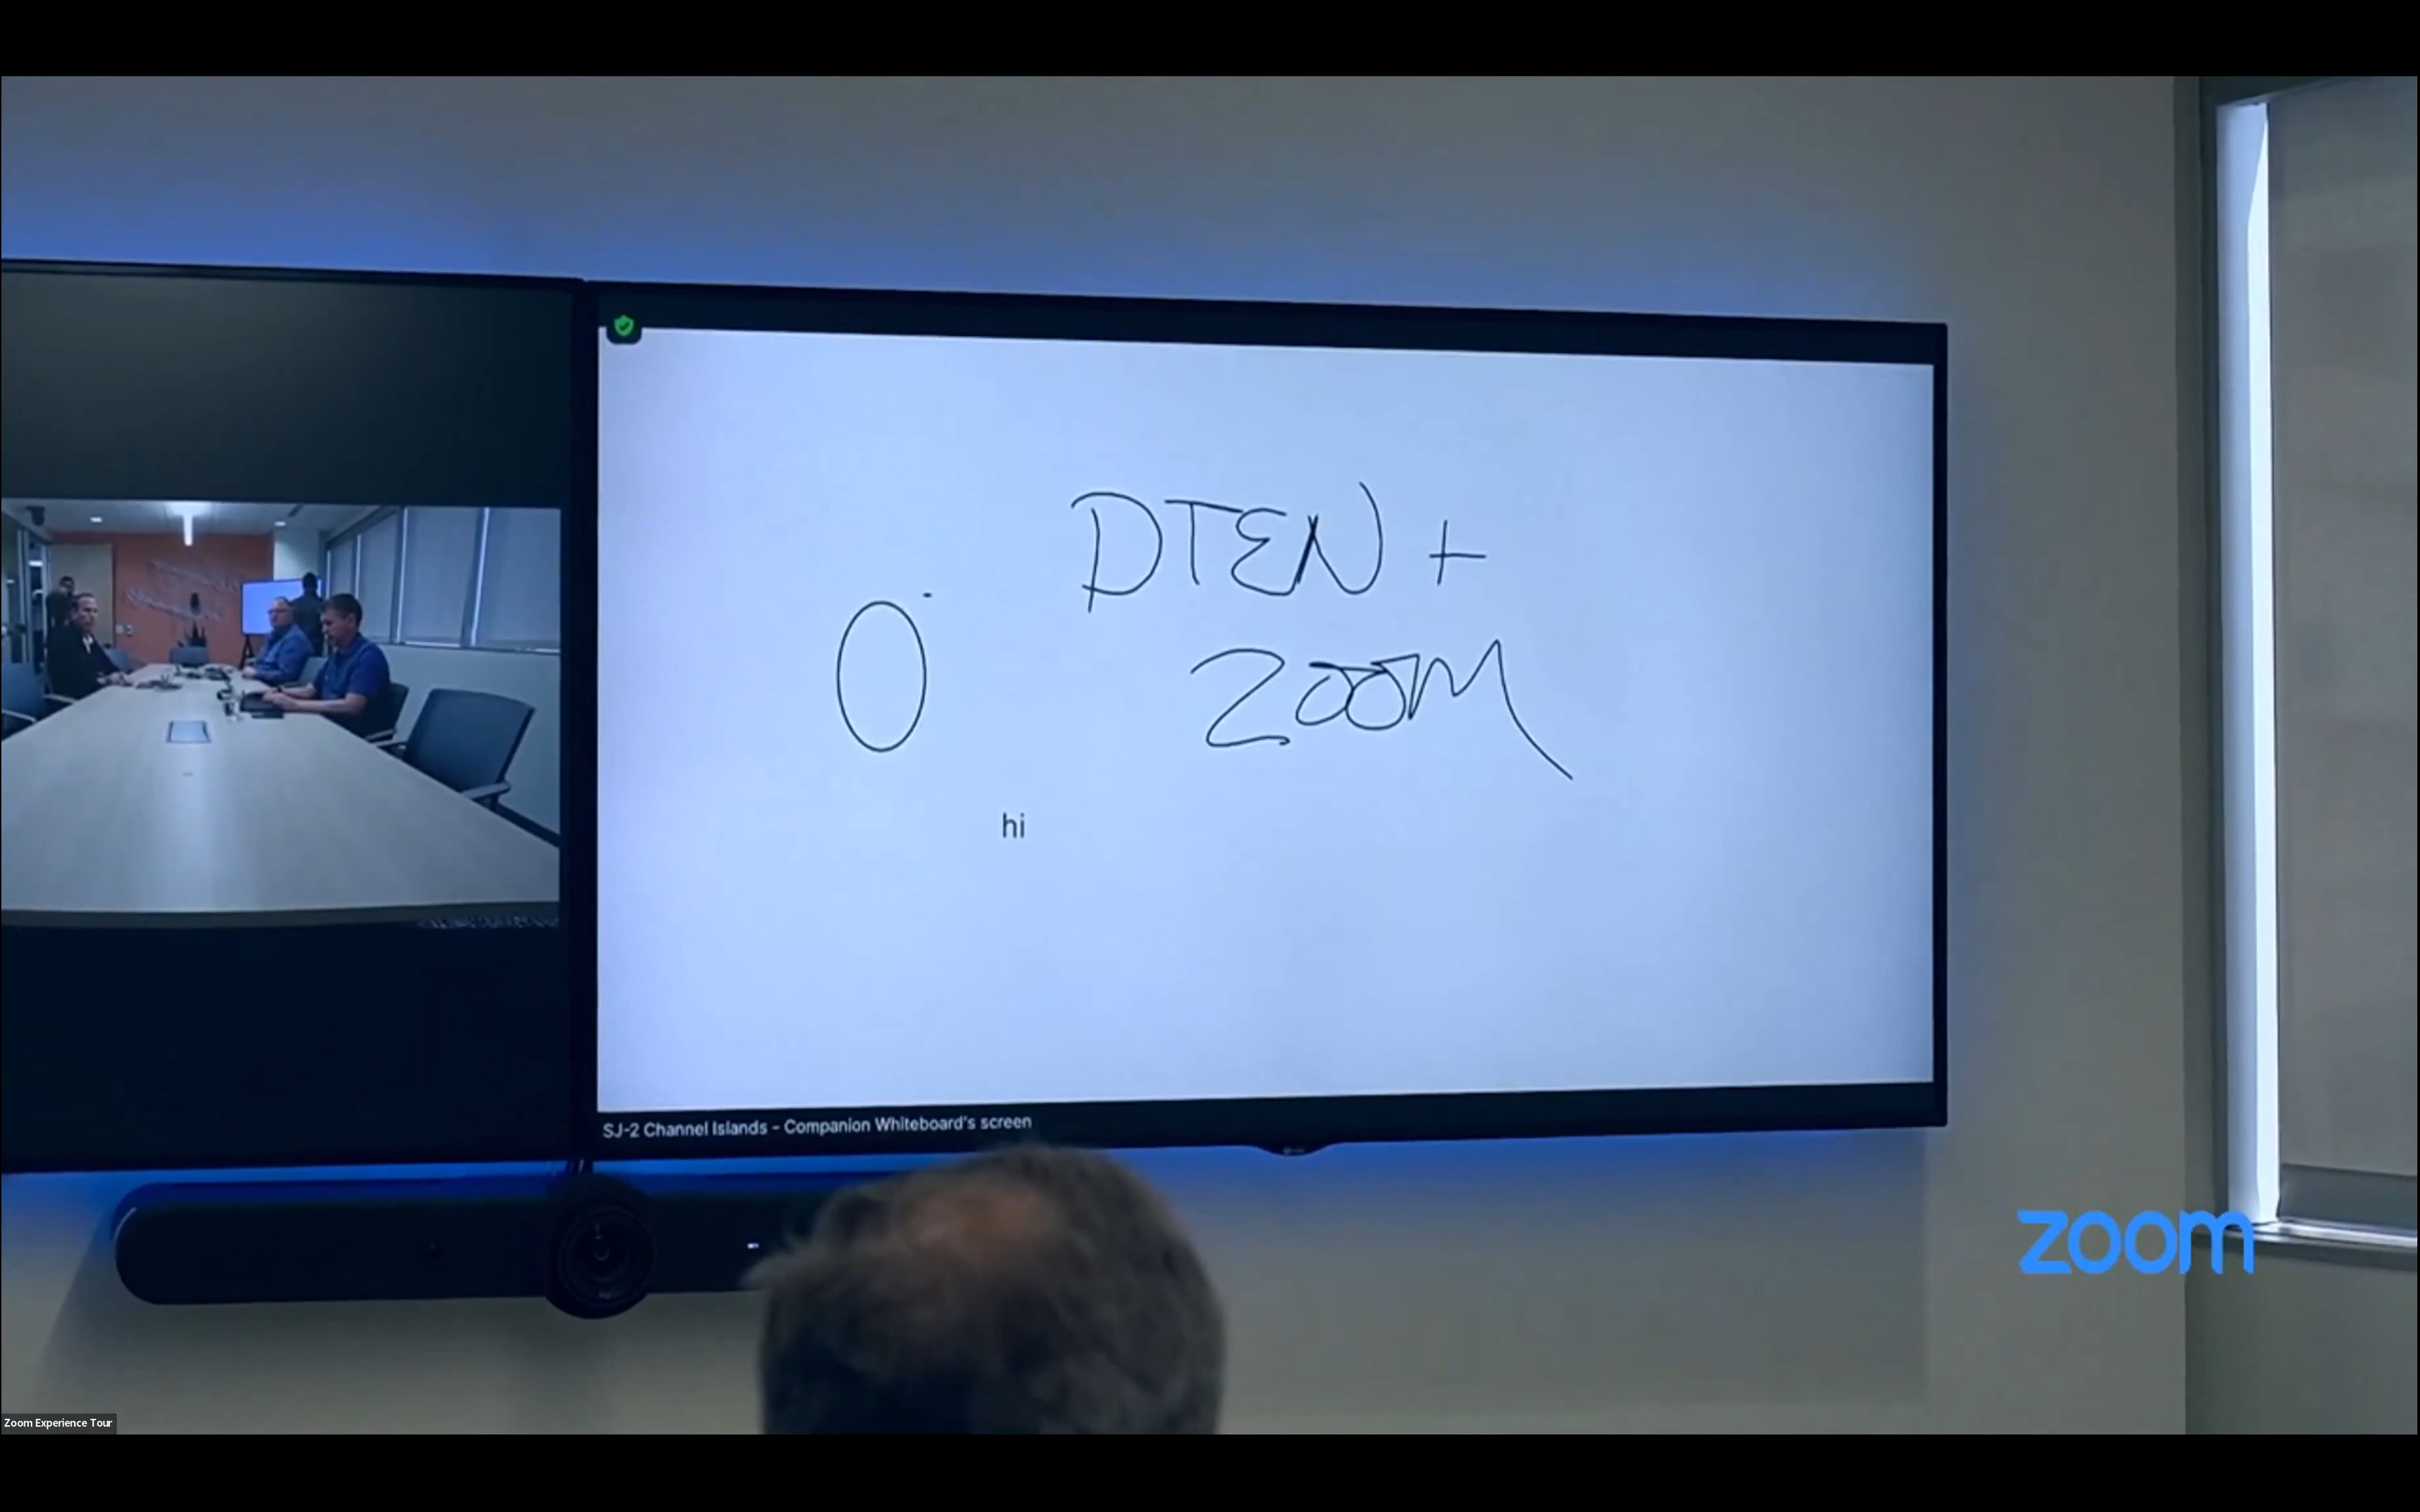 DTEN +
ZOOM
hi
SJ-2 Channel Islands - Companion Whiteboard's screen
zoom
Zoom Experience Tour